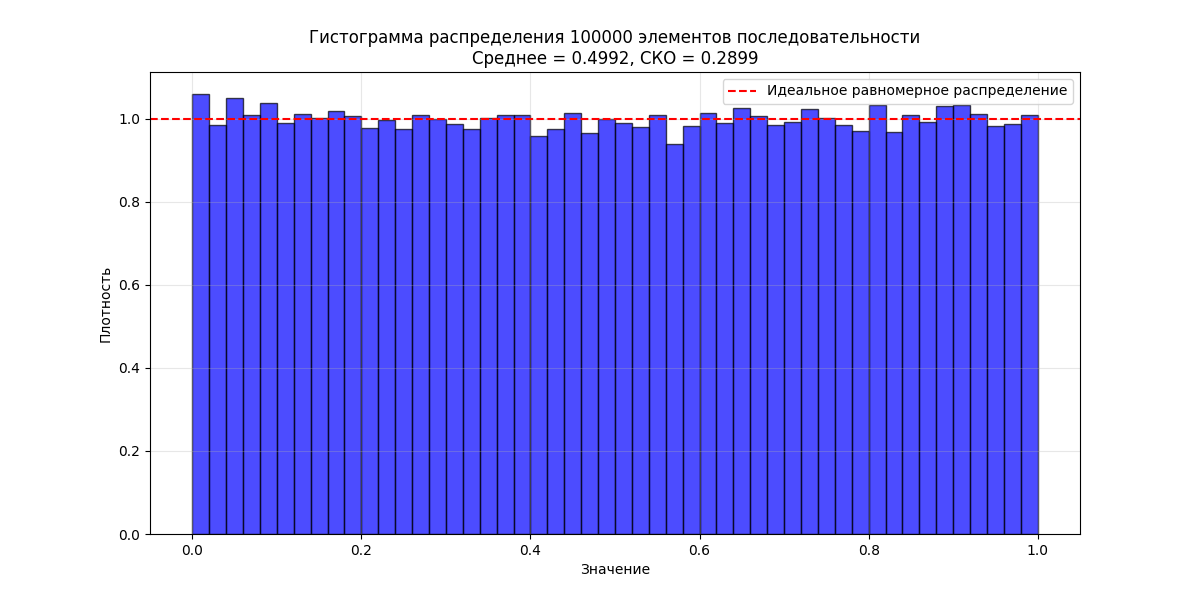 Гистограмма распределения 100000 элементов последовательности
Среднее = 0.4992, СКО = 0.2899
Идеальное равномерное распределение
Плотность
1.0
0.8
0.6
0.4
0.2
0.0
0.0 0.2 0.4 0.6 0.8 1.0
Значение